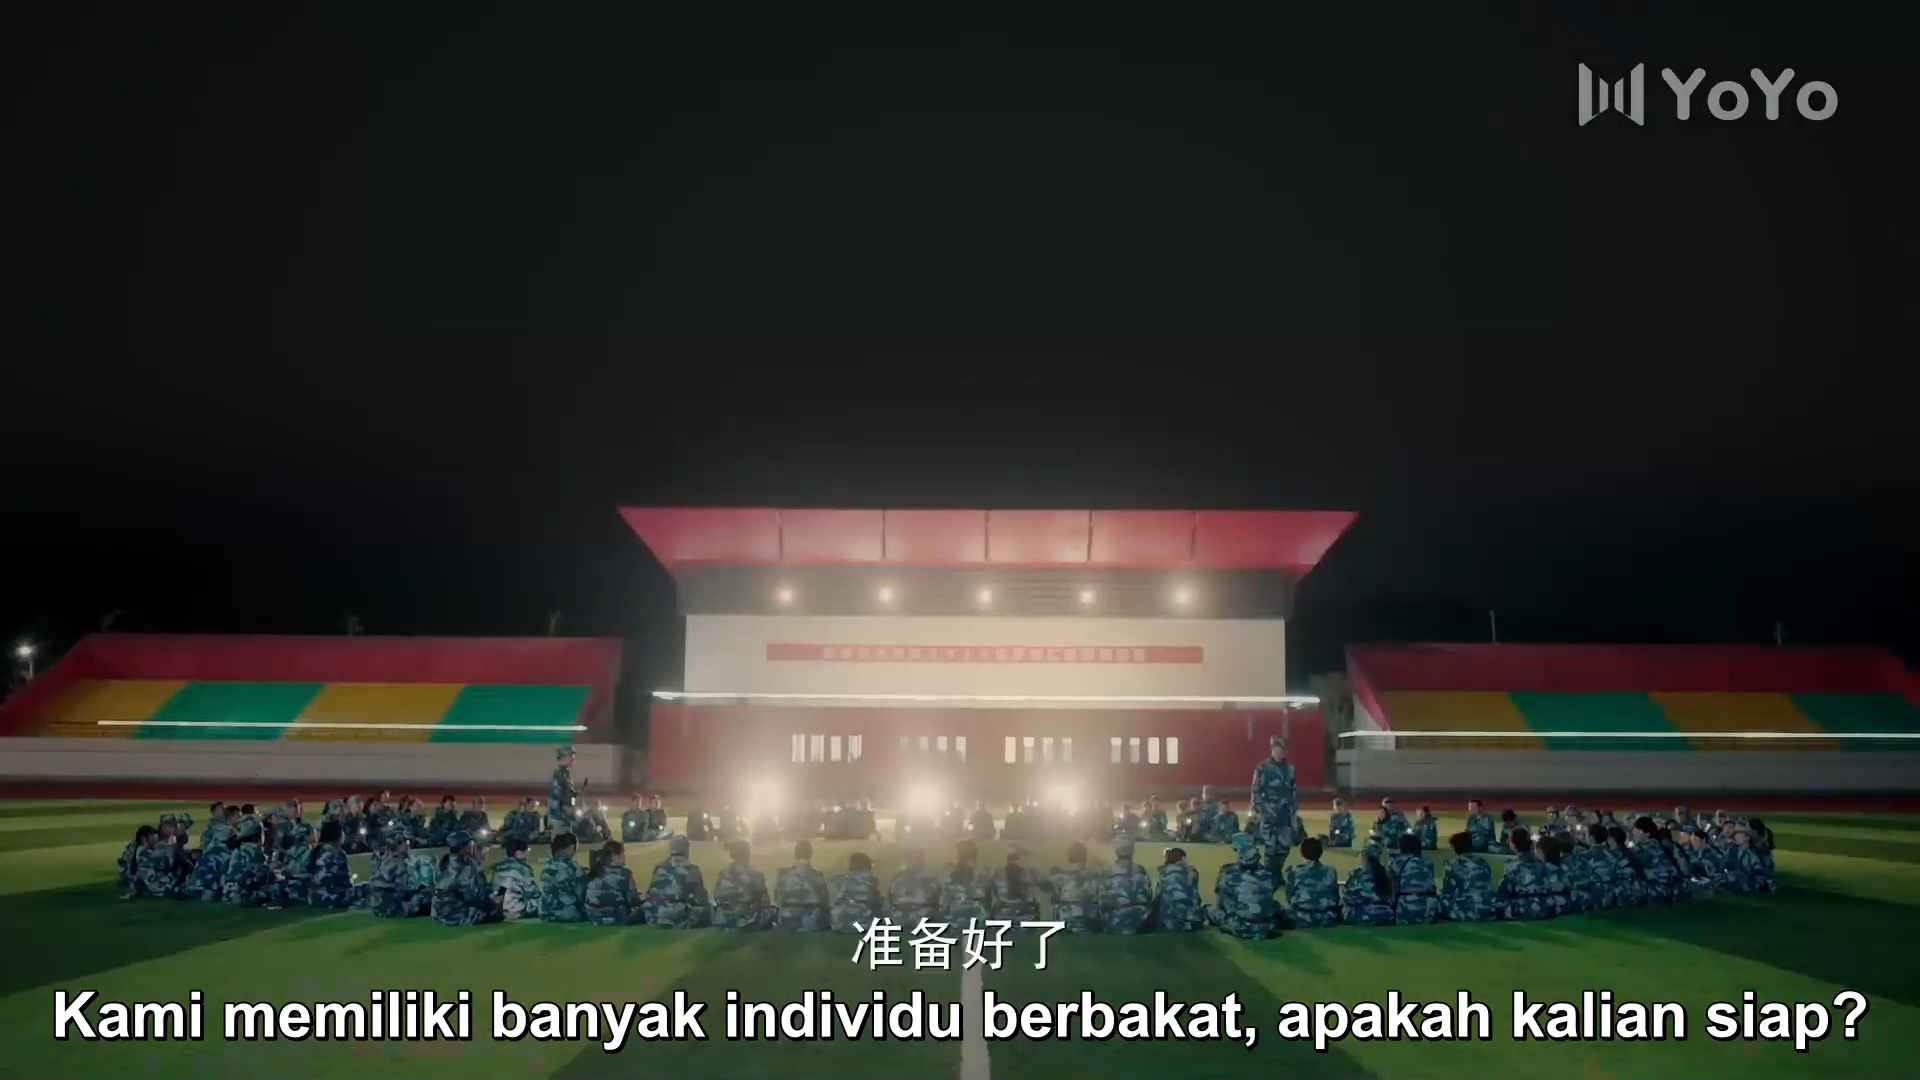 YoYo
准备好了
Kami memiliki banyak individu berbakat, apakah kalian siap?